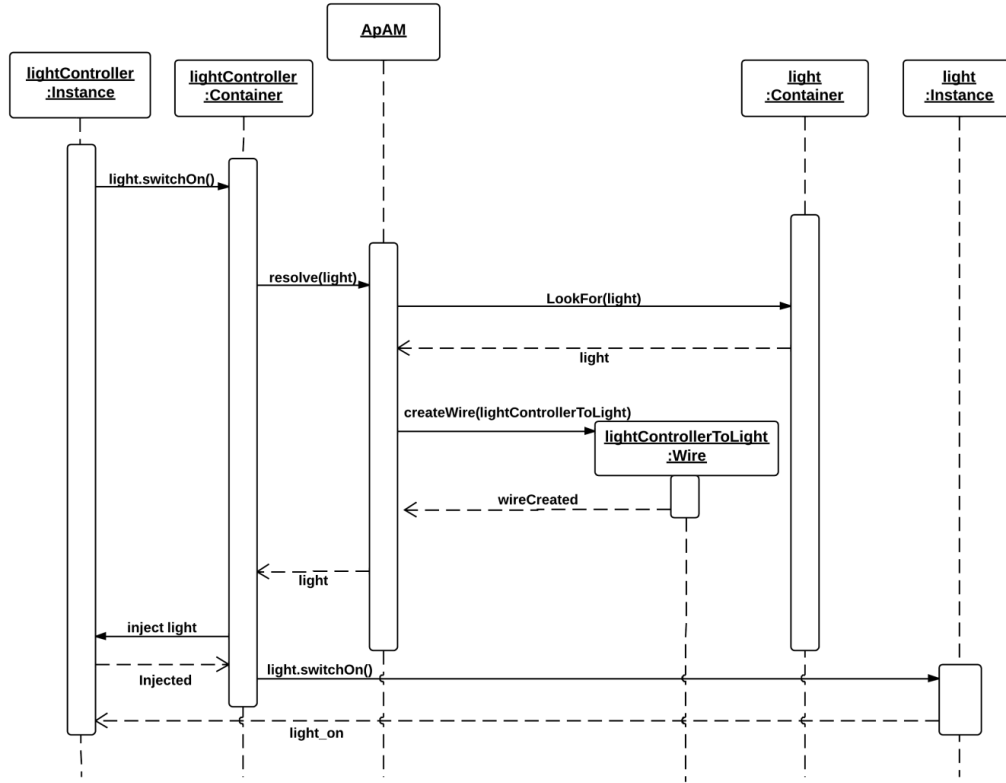 ApAM
lightController
:Instance
lightController
:Container
light
:Container
light
:Instance
light.switchOn()
resolve(light)
LookFor(light)
light
createWire(lightControllerToLight)
lightControllerToLight
:Wire
wireCreated
light
inject light
Injected
light.switchOn()
light_on